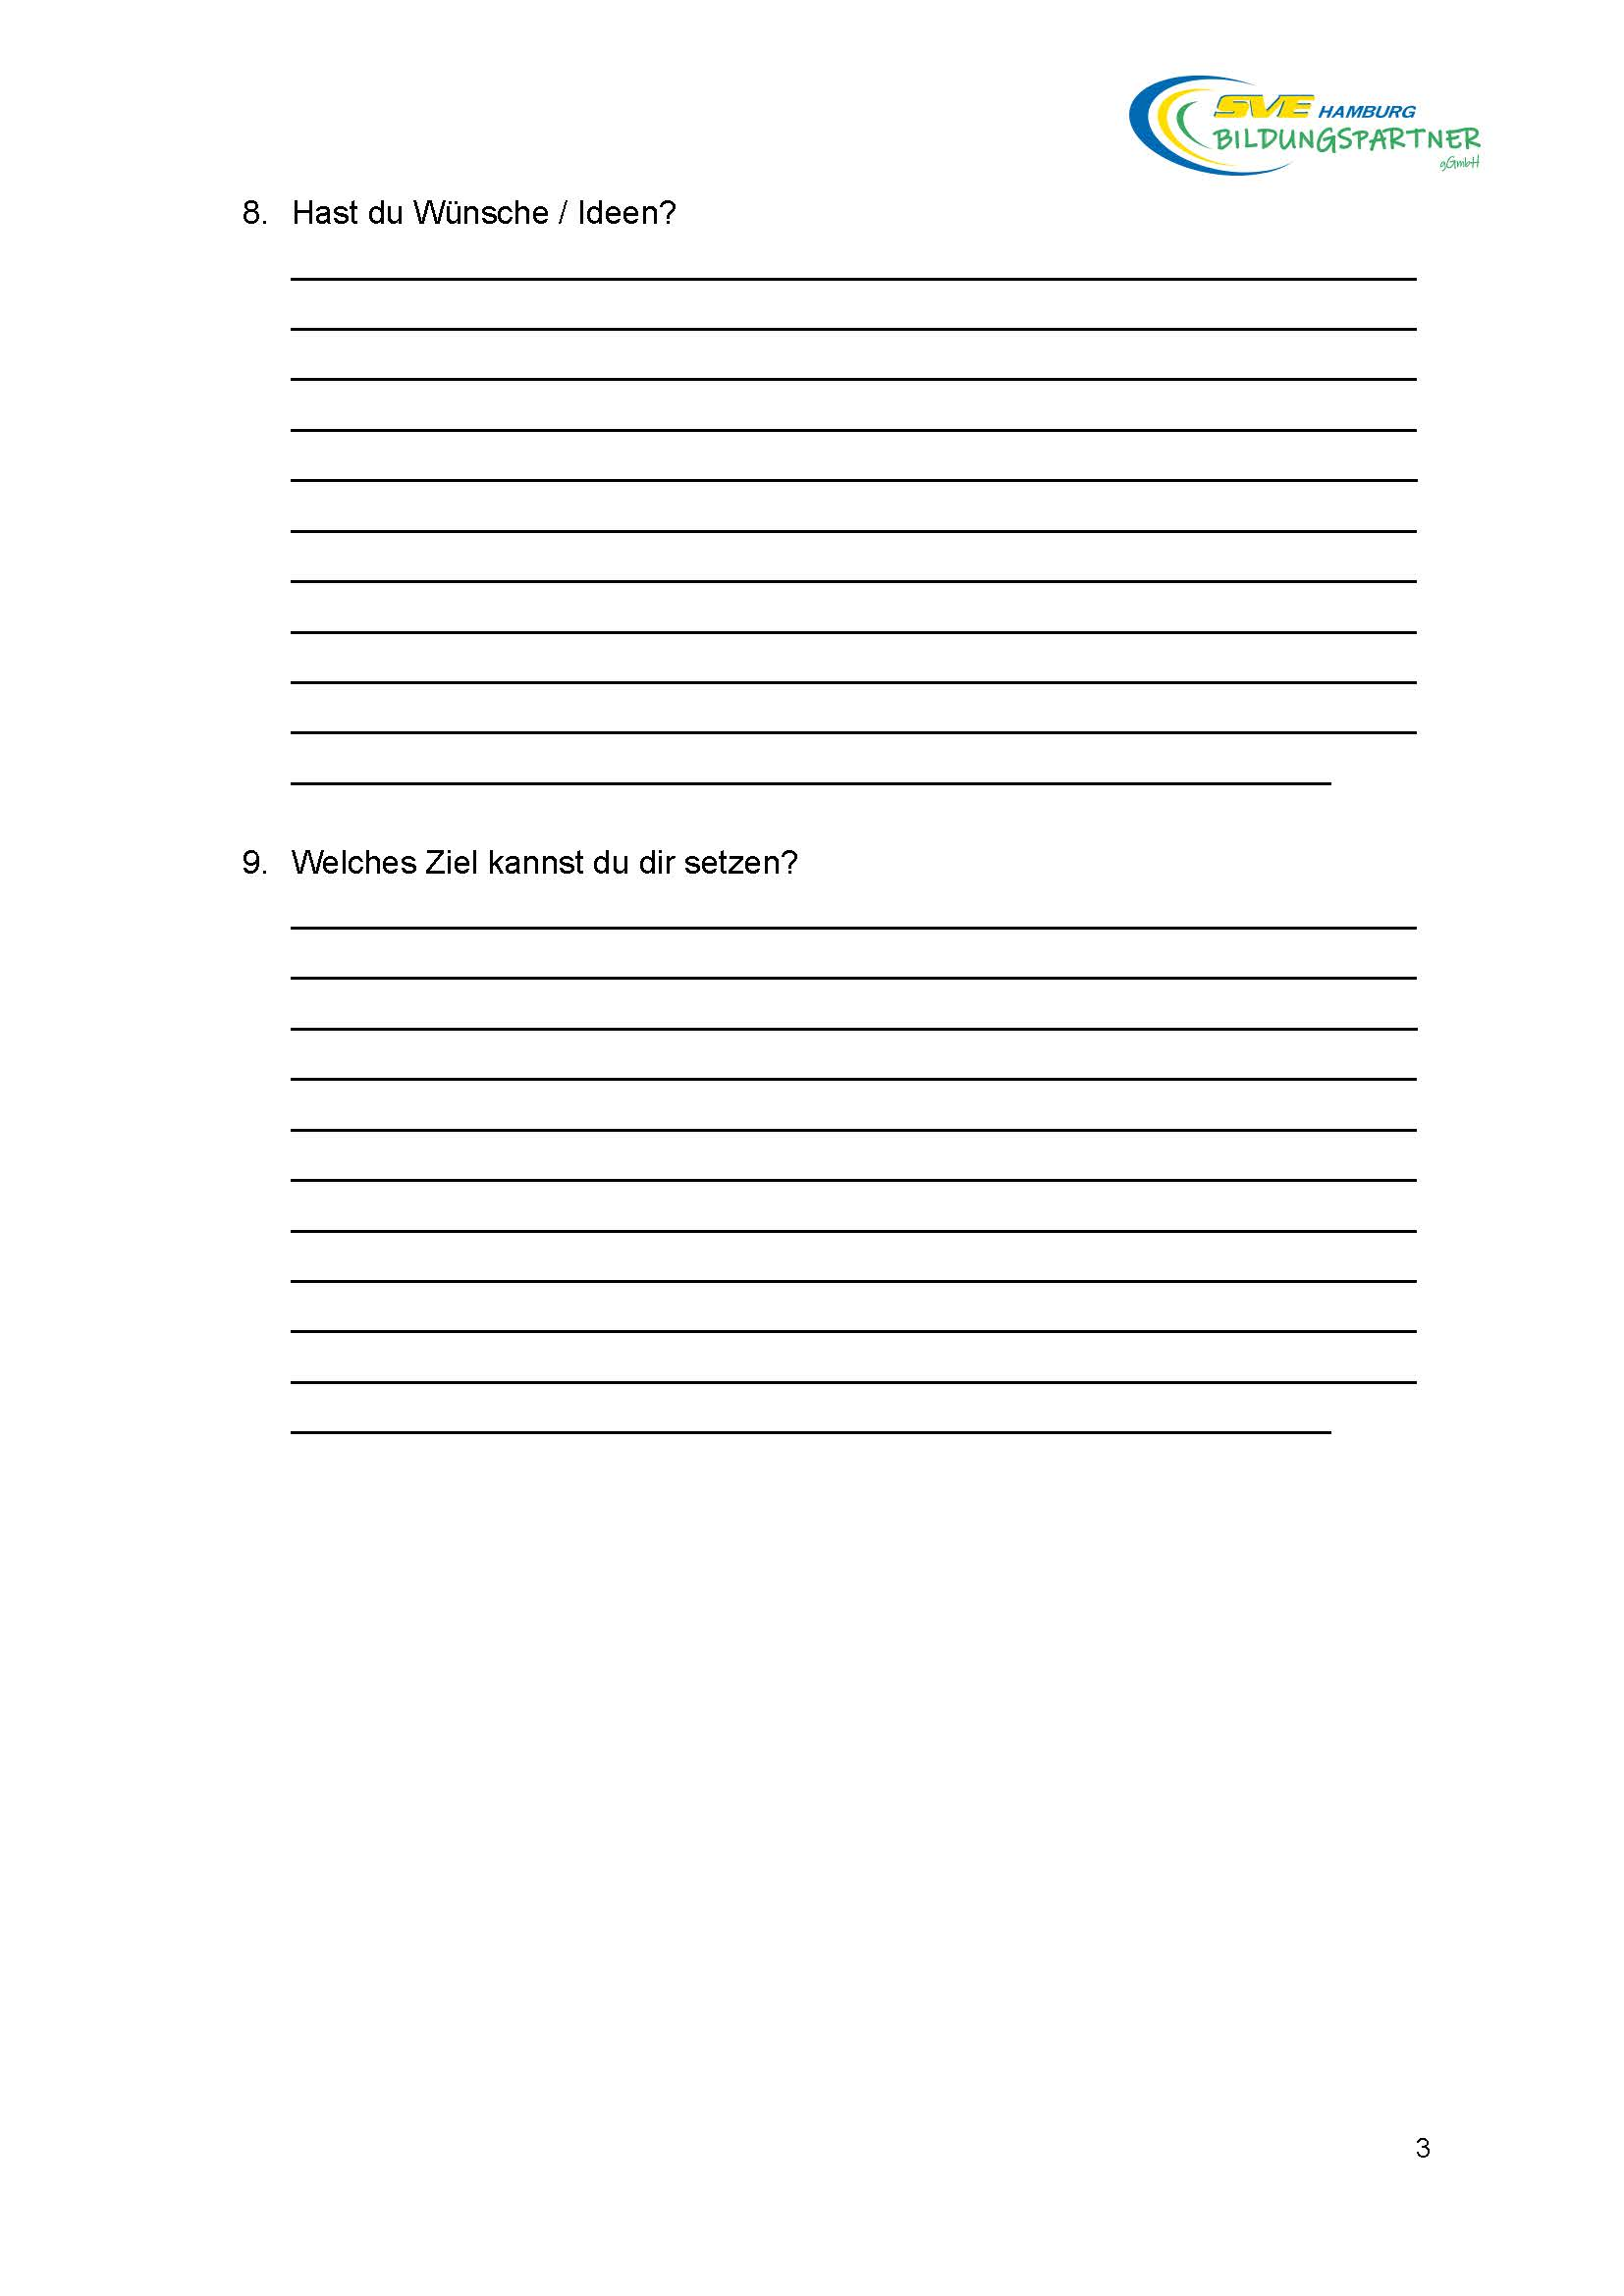 SVE HAMBURG
BILDUNGSPARTNER
gGmbH
8. Hast du Wünsche / Ideen?
9. Welches Ziel kannst du dir setzen?
3